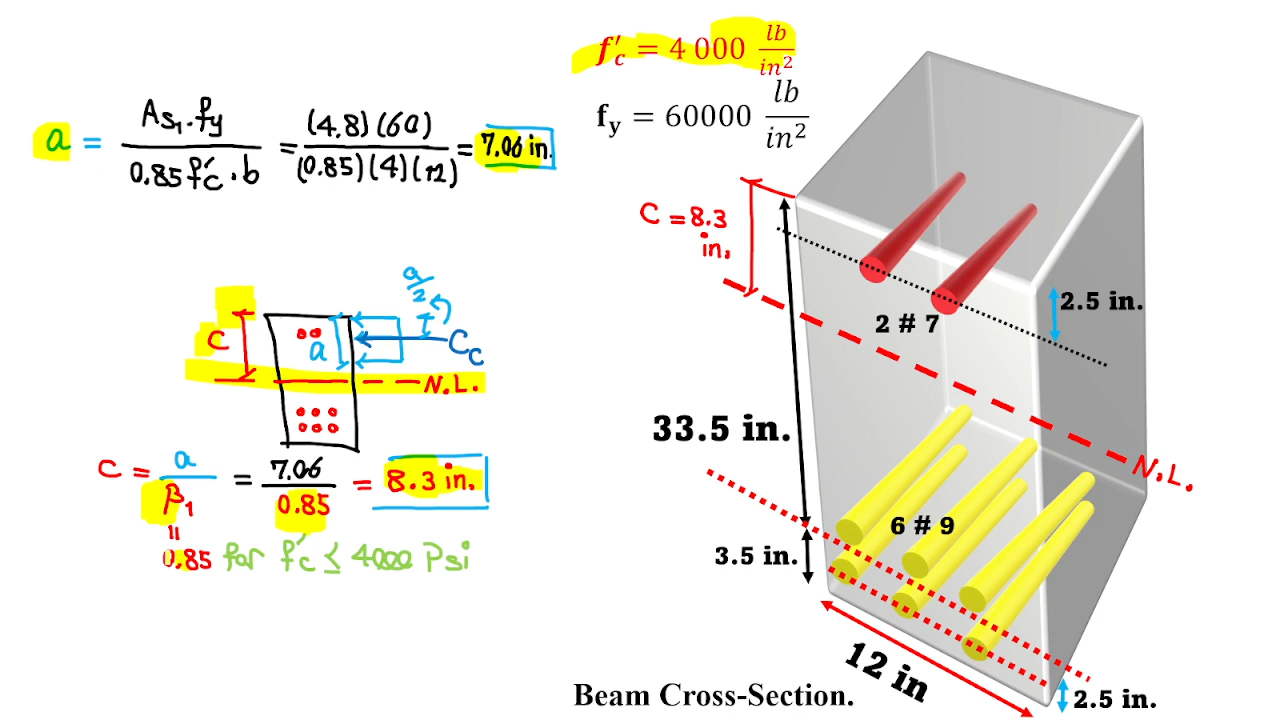 f′c = 4 000 lb/in²
fy = 60000 lb/in²
a = As₁.fy / 0.85 f′c . b = (4.8)(60) / (0.85)(4)(12) = 7.06 in.
C = 8.3 in.
2.5 in.
2 # 7
a/2
C
a
Cc
N.L.
33.5 in.
N.L.
C = a / β₁ = 7.06 / 0.85 = 8.3 in.
=
0.85 for f′c ≤ 4000 Psi
6 # 9
3.5 in.
12 in
2.5 in.
Beam Cross-Section.